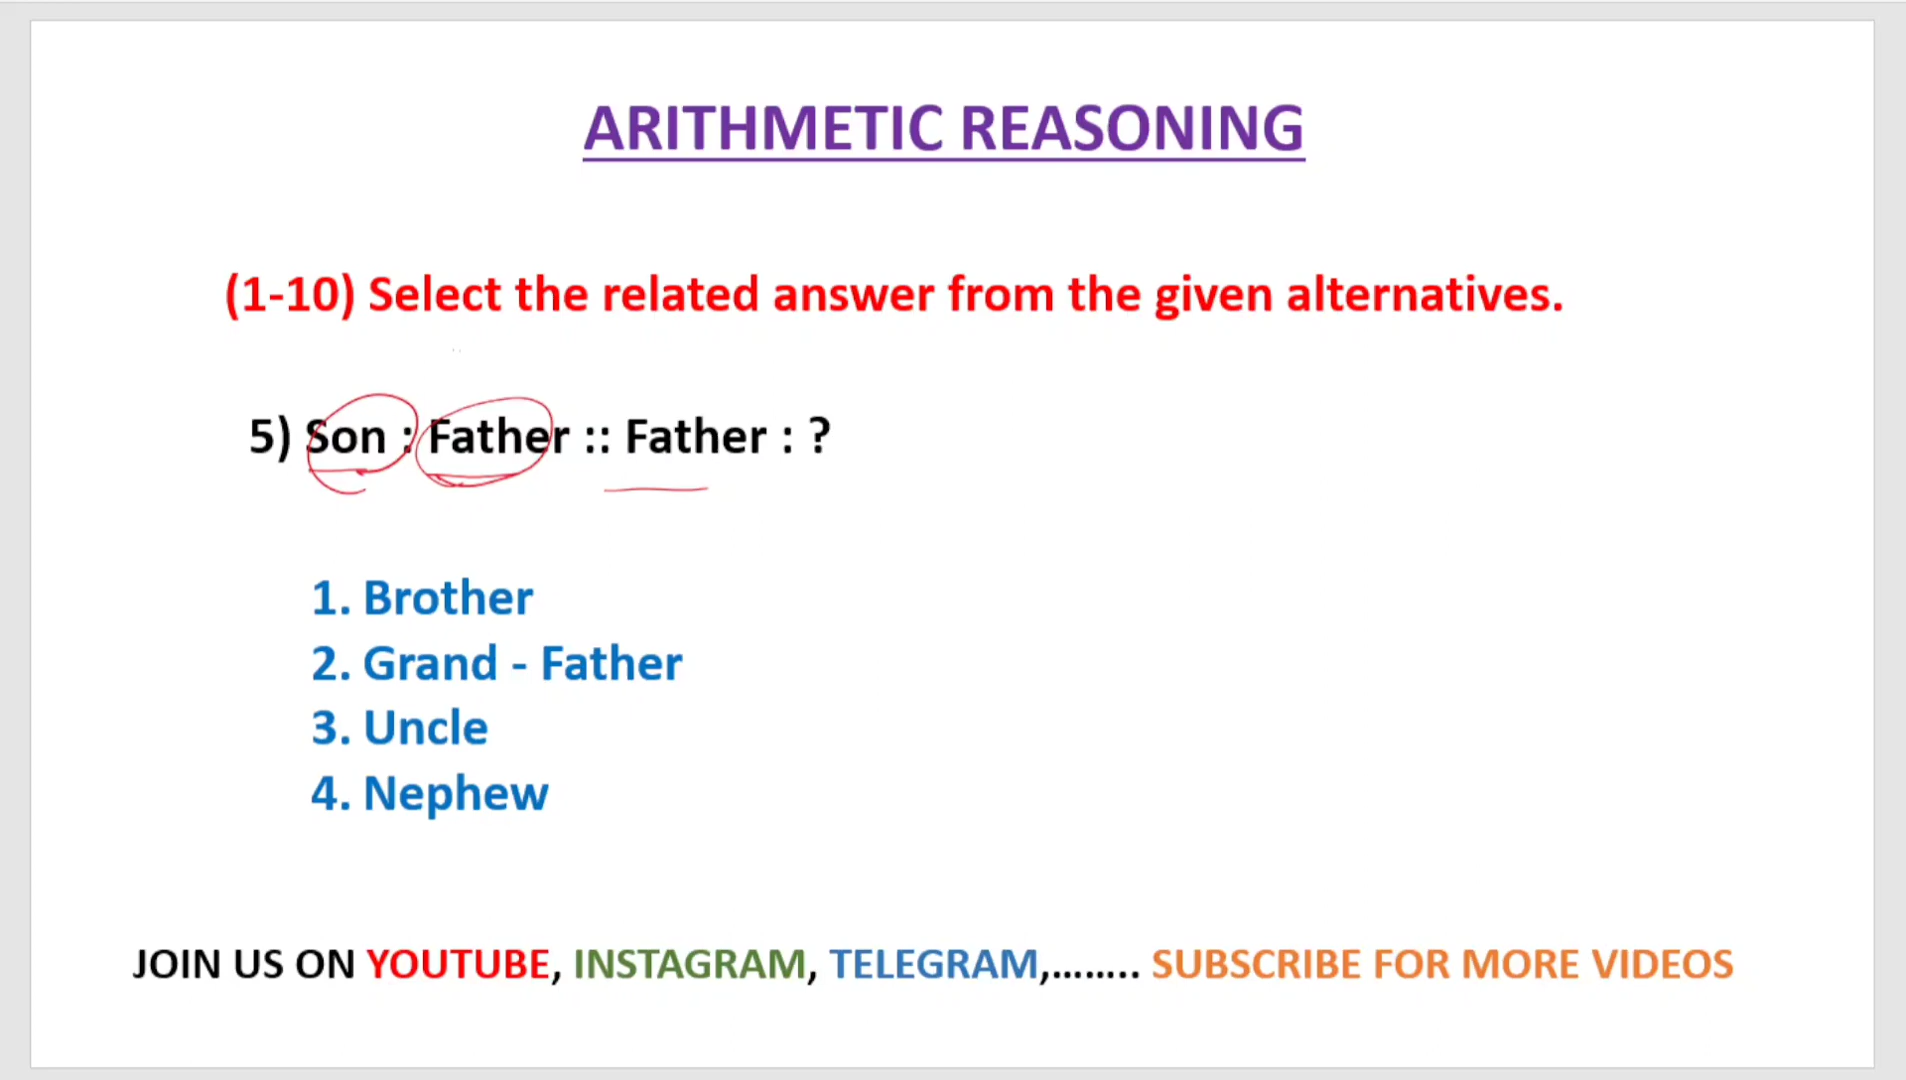 ARITHMETIC REASONING
(1-10) Select the related answer from the given alternatives.
5) Son : Father :: Father : ?
1. Brother
2. Grand - Father
3. Uncle
4. Nephew
JOIN US ON YOUTUBE, INSTAGRAM, TELEGRAM,…….. SUBSCRIBE FOR MORE VIDEOS